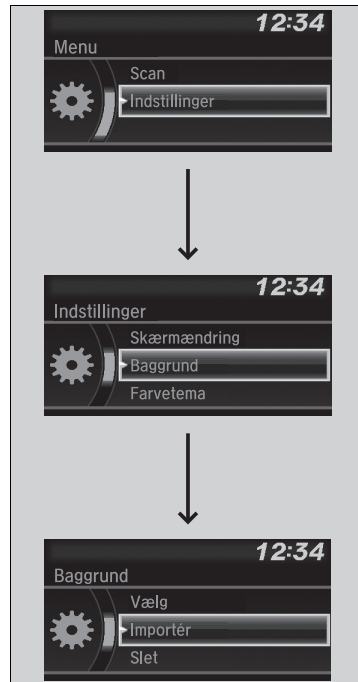 12:34
Menu
Scan
Indstillinger
12:34
Indstillinger
Skærmændring
Baggrund
Farvetema
12:34
Baggrund
Vælg
Importér
Slet